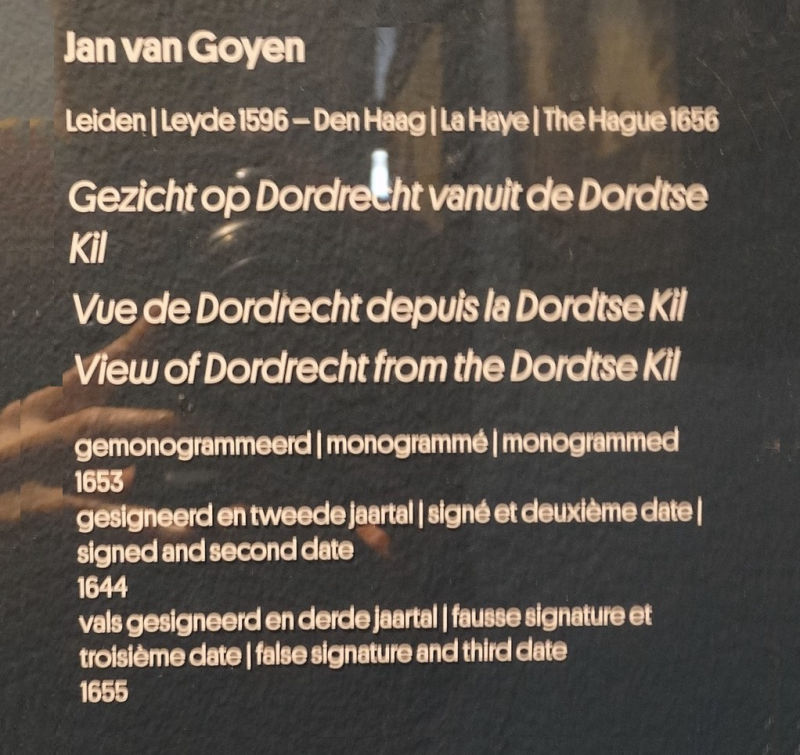 Jan van Goyen
Leiden | Leyde 1596 – Den Haag | La Haye | The Hague 1656
Gezicht op Dordrecht vanuit de Dordtse
Kil
Vue de Dordrecht depuis la Dordtse Kil
View of Dordrecht from the Dordtse Kil
gemonogrammeerd | monogrammé | monogrammed
1653
gesigneerd en tweede jaartal | signé et deuxième date |
signed and second date
1644
vals gesigneerd en derde jaartal | fausse signature et
troisième date | false signature and third date
1655